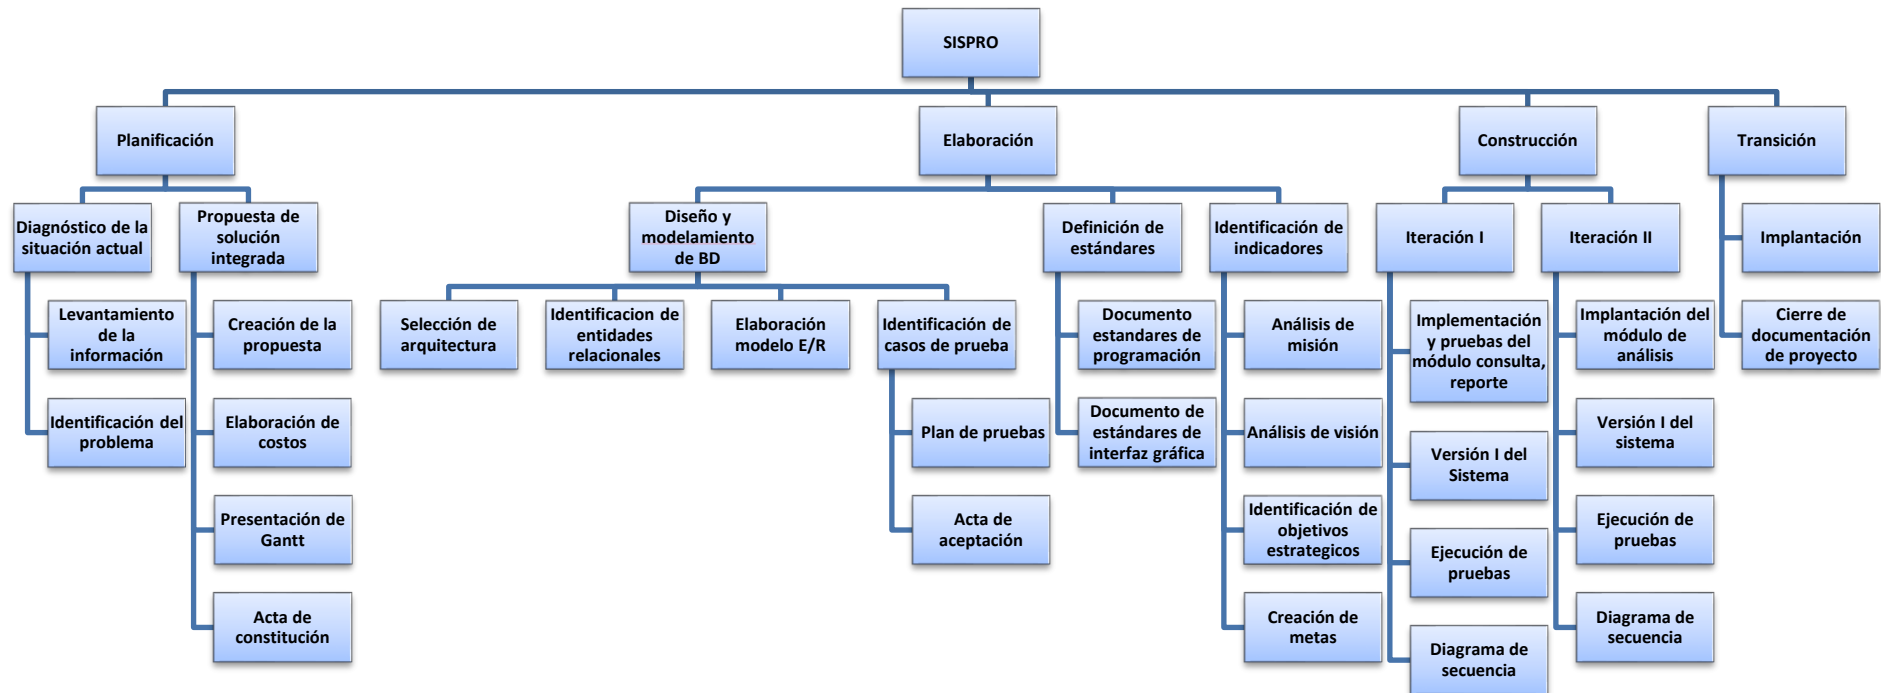 SISPRO
Planificación
Elaboración
Construcción
Transición
Diagnóstico de la
situación actual
Propuesta de
solución
integrada
Diseño y
modelamiento
de BD
Definición de
estándares
Identificación de
indicadores
Iteración I
Iteración II
Implantación
Levantamiento
de la
información
Identificación del
problema
Creación de la
propuesta
Elaboración de
costos
Presentación de
Gantt
Acta de
constitución
Selección de
arquitectura
Identificacion de
entidades
relacionales
Elaboración
modelo E/R
Identificación de
casos de prueba
Plan de pruebas
Acta de
aceptación
Documento
estandares de
programación
Documento de
estándares de
interfaz gráfica
Análisis de
misión
Análisis de visión
Identificación de
objetivos
estrategicos
Creación de
metas
Implementación
y pruebas del
módulo consulta,
reporte
Versión I del
Sistema
Ejecución de
pruebas
Diagrama de
secuencia
Implantación del
módulo de
análisis
Versión I del
sistema
Ejecución de
pruebas
Diagrama de
secuencia
Cierre de
documentación
de proyecto